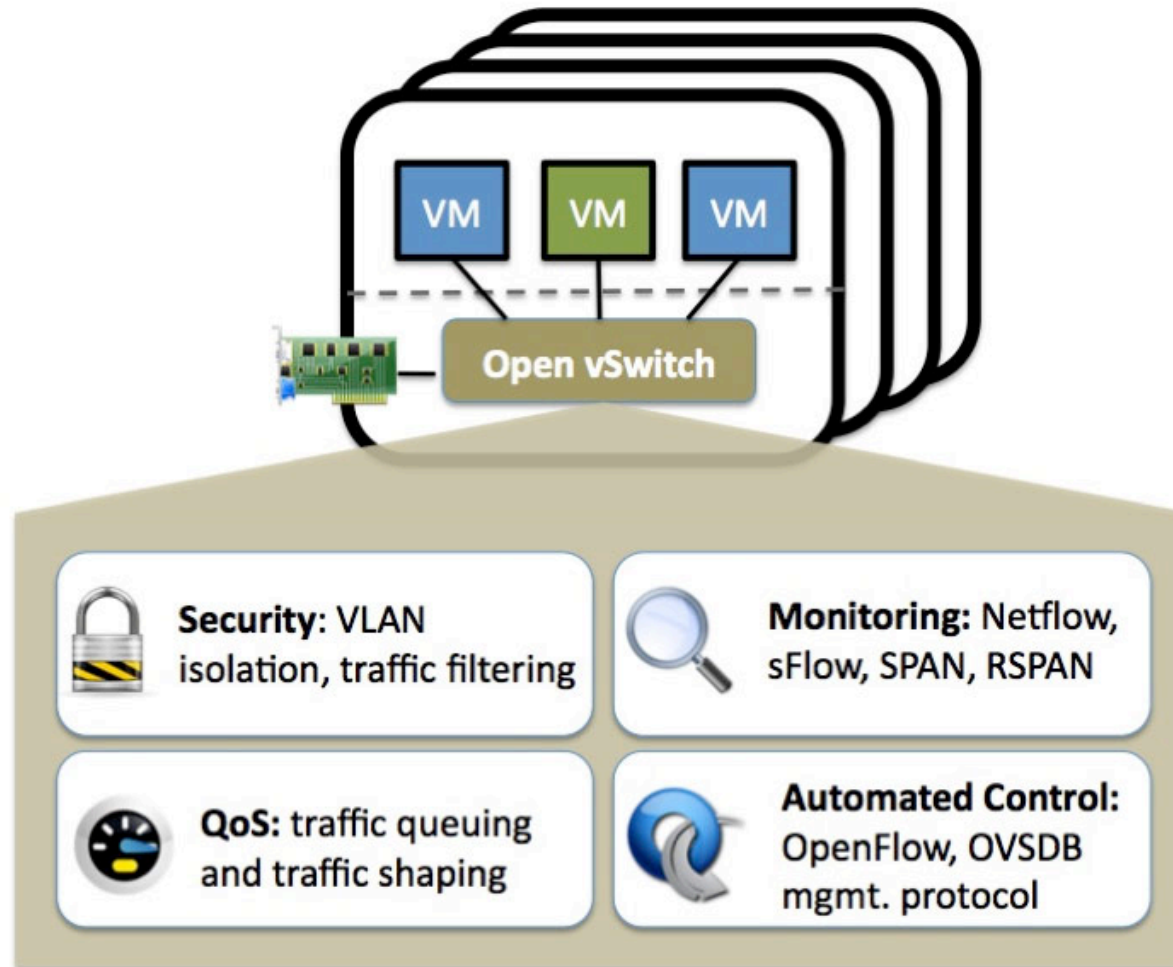 VM
VM
VM
Open vSwitch
Security: VLAN
isolation, traffic filtering
Monitoring: Netflow,
sFlow, SPAN, RSPAN
QoS: traffic queuing
and traffic shaping
Automated Control:
OpenFlow, OVSDB
mgmt. protocol